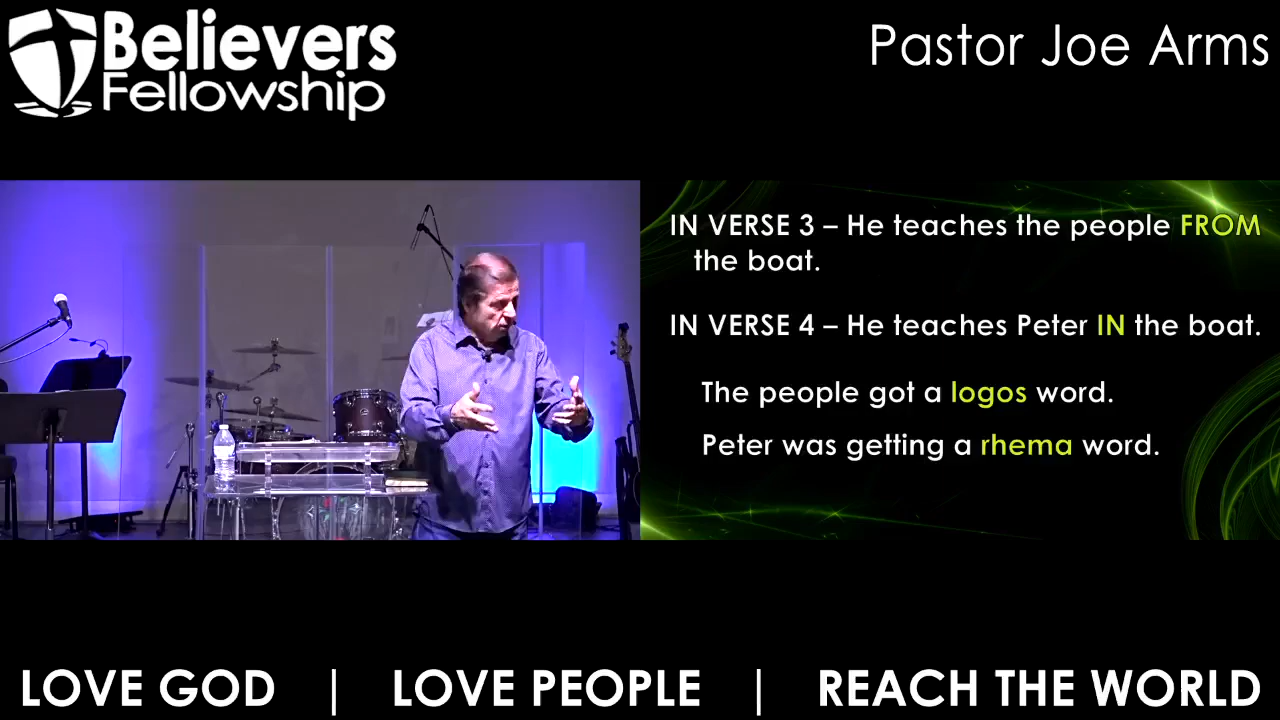 Believers
Fellowship
Pastor Joe Arms
IN VERSE 3 – He teaches the people FROM
the boat.
IN VERSE 4 – He teaches Peter IN the boat.
The people got a logos word.
Peter was getting a rhema word.
LOVE GOD | LOVE PEOPLE | REACH THE WORLD